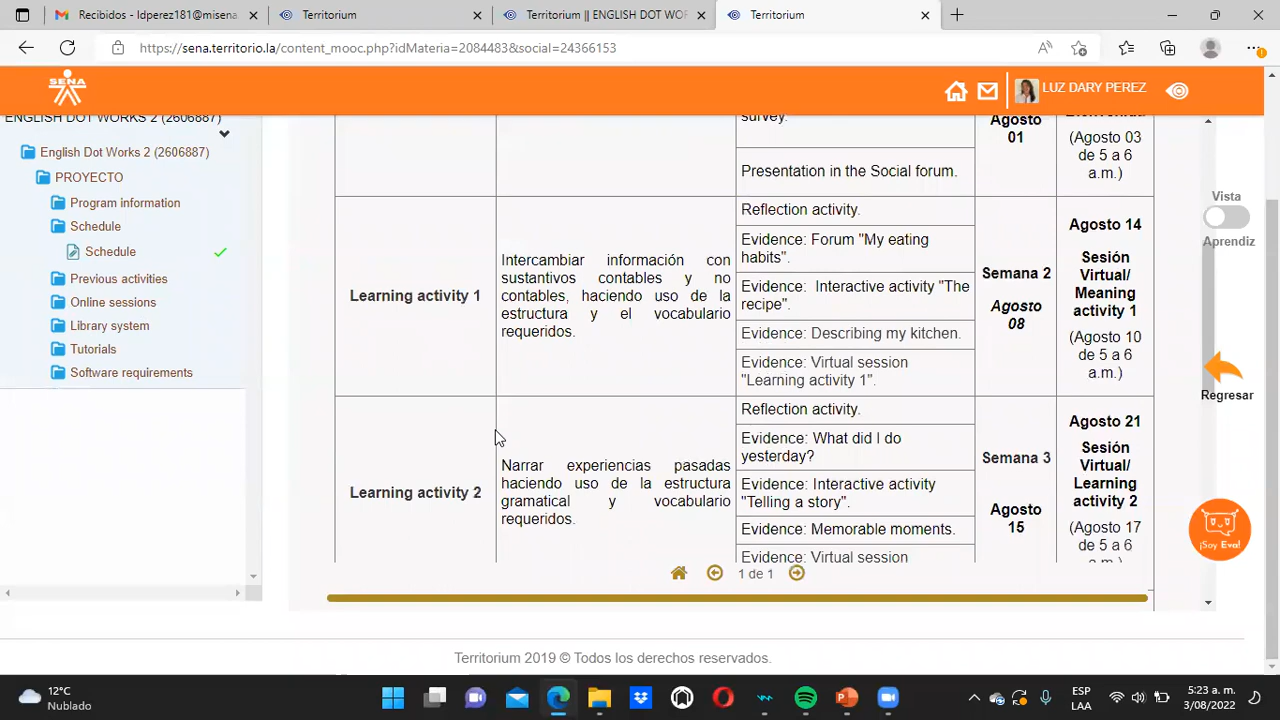 Recibidos - ldperez181@misena
Territorium
Territorium || ENGLISH DOT WOR
Territorium
https://sena.territorio.la/content_mooc.php?idMateria=2084483&social=24366153
SENA
LUZ DARY PEREZ
ENGLISH DOT WORKS 2 (2606887)
English Dot Works 2 (2606887)
PROYECTO
Program information
Schedule
Schedule
Previous activities
Online sessions
Library system
Tutorials
Software requirements
survey.
Presentation in the Social forum.
Agosto
01
(Agosto 03
de 5 a 6
a.m.)
Learning activity 1
Intercambiar información con
sustantivos contables y no
contables, haciendo uso de la
estructura y el vocabulario
requeridos.
Reflection activity.
Evidence: Forum "My eating
habits".
Evidence: Interactive activity "The
recipe".
Evidence: Describing my kitchen.
Evidence: Virtual session
"Learning activity 1".
Semana 2
Agosto
08
Agosto 14
Sesión
Virtual/
Meaning
activity 1
(Agosto 10
de 5 a 6
a.m.)
Learning activity 2
Narrar experiencias pasadas
haciendo uso de la estructura
gramatical y vocabulario
requeridos.
Reflection activity.
Evidence: What did I do
yesterday?
Evidence: Interactive activity
"Telling a story".
Evidence: Memorable moments.
Evidence: Virtual session
Semana 3
Agosto
15
Agosto 21
Sesión
Virtual/
Learning
activity 2
(Agosto 17
de 5 a 6
a.m.)
Vista
Aprendiz
Regresar
¡Soy Eva!
1 de 1
Territorium 2019 © Todos los derechos reservados.
12°C
Nublado
ESP
LAA
5:23 a. m.
3/08/2022